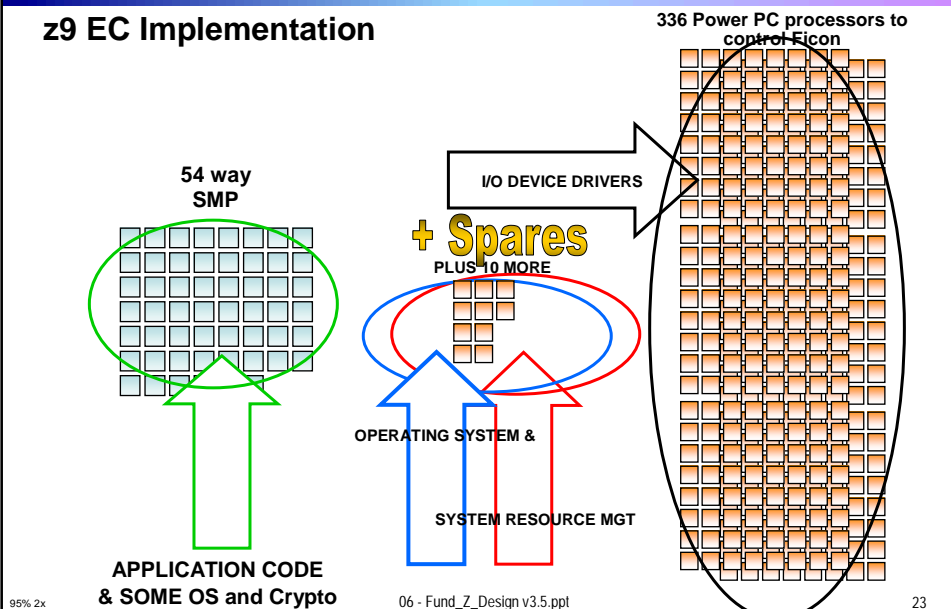 z9 EC Implementation
336 Power PC processors to
control Ficon
54 way
SMP
I/O DEVICE DRIVERS
+ Spares
PLUS 10 MORE
OPERATING SYSTEM &
SYSTEM RESOURCE MGT
APPLICATION CODE
& SOME OS and Crypto
95% 2x
06 - Fund_Z_Design v3.5.ppt
23